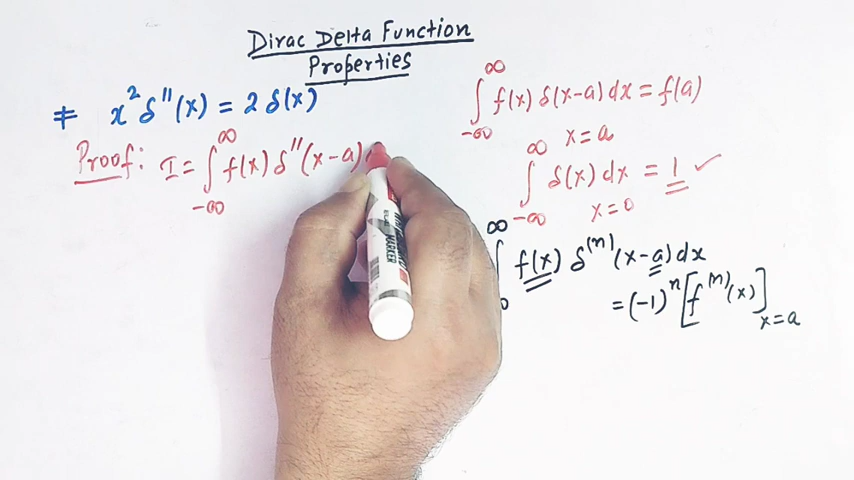 Dirac Delta Function
Properties
≠ x²δ''(x) = 2δ(x)
Proof: I = ∫_{-∞}^{∞} f(x) δ''(x-a)
∫_{-∞}^{∞} f(x) δ(x-a) dx = f(a)
x = a
∫_{-∞}^{∞} δ(x) dx = 1 ✓
x = 0
∫^{∞} f(x) δ^{(n)}(x-a) dx
= (-1)^n [f^{(n)}(x)]_{x=a}